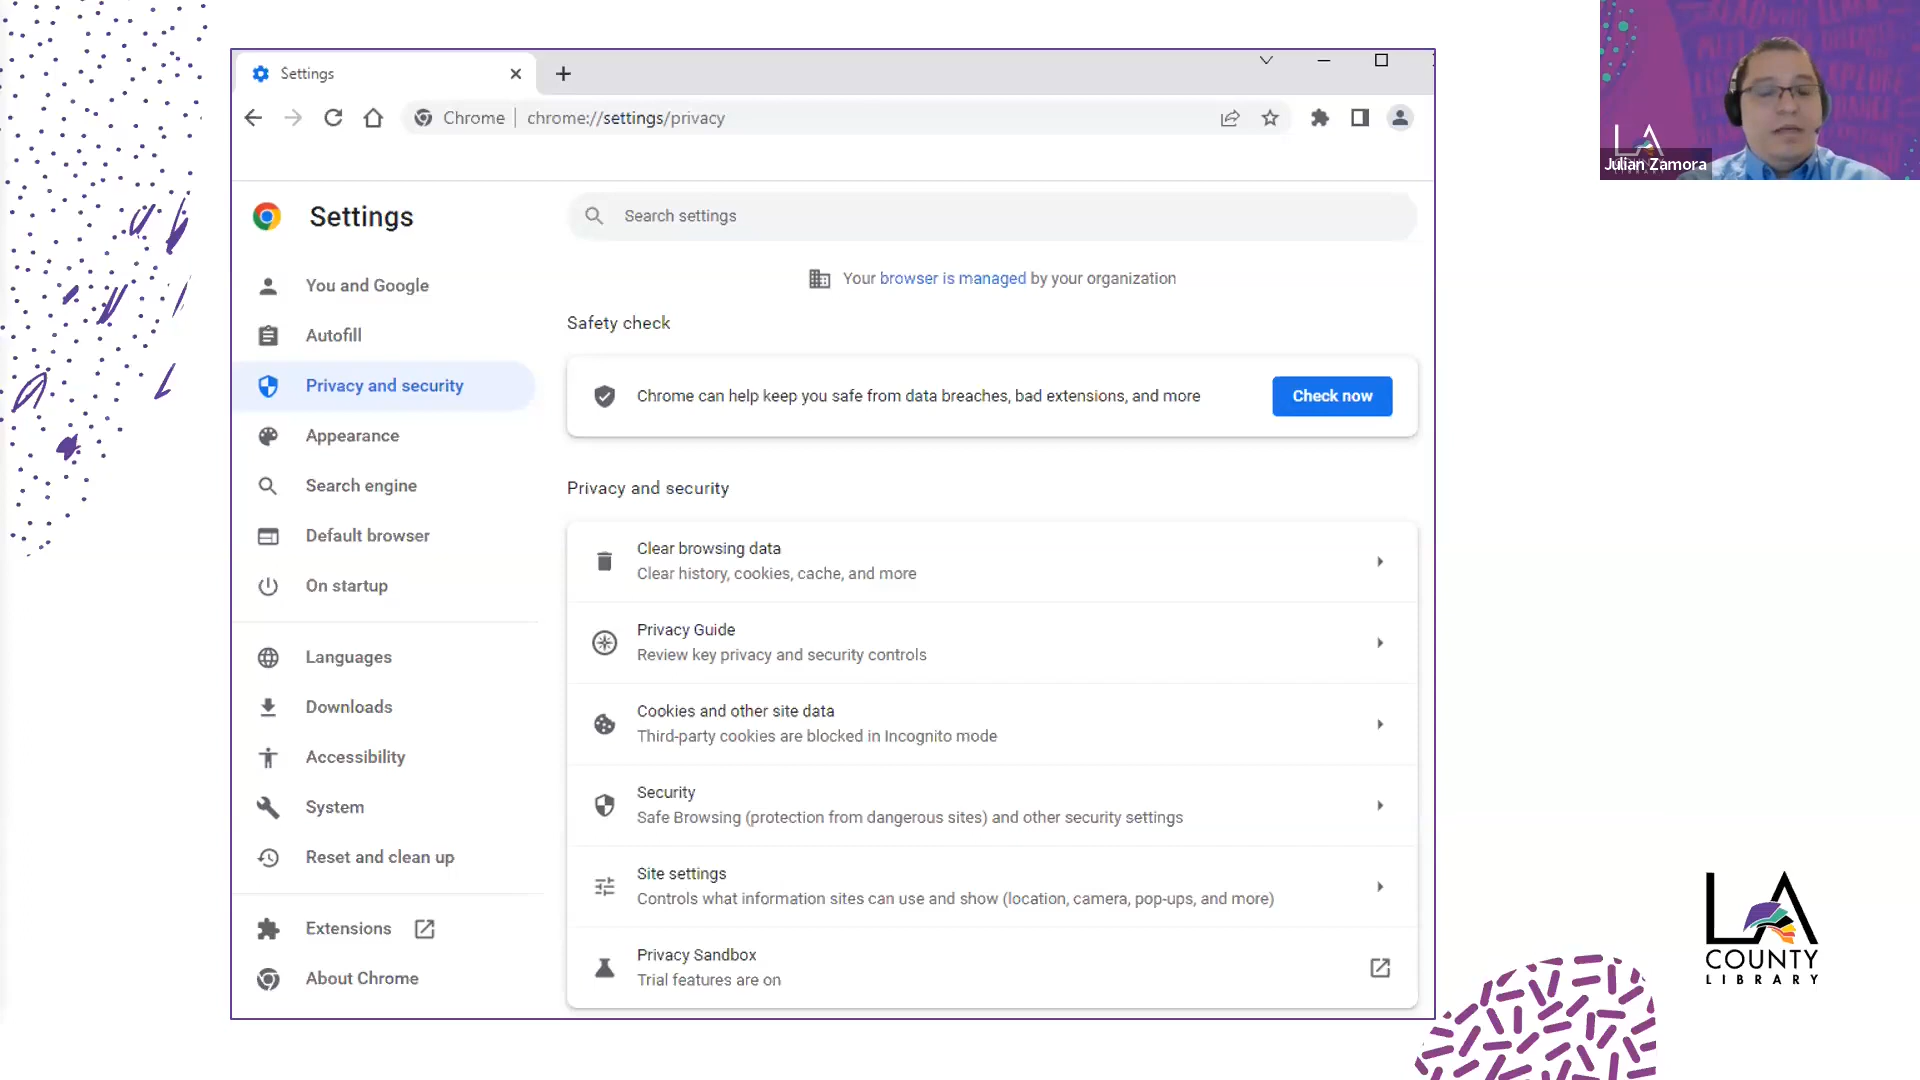 Settings
Chrome | chrome://settings/privacy
Settings
Search settings
Your browser is managed by your organization
You and Google
Autofill
Privacy and security
Appearance
Search engine
Default browser
On startup
Languages
Downloads
Accessibility
System
Reset and clean up
Extensions
About Chrome
Safety check
Chrome can help keep you safe from data breaches, bad extensions, and more
Check now
Privacy and security
Clear browsing data
Clear history, cookies, cache, and more
Privacy Guide
Review key privacy and security controls
Cookies and other site data
Third-party cookies are blocked in Incognito mode
Security
Safe Browsing (protection from dangerous sites) and other security settings
Site settings
Controls what information sites can use and show (location, camera, pop-ups, and more)
Privacy Sandbox
Trial features are on
LA
Julian Zamora
LA
COUNTY
LIBRARY